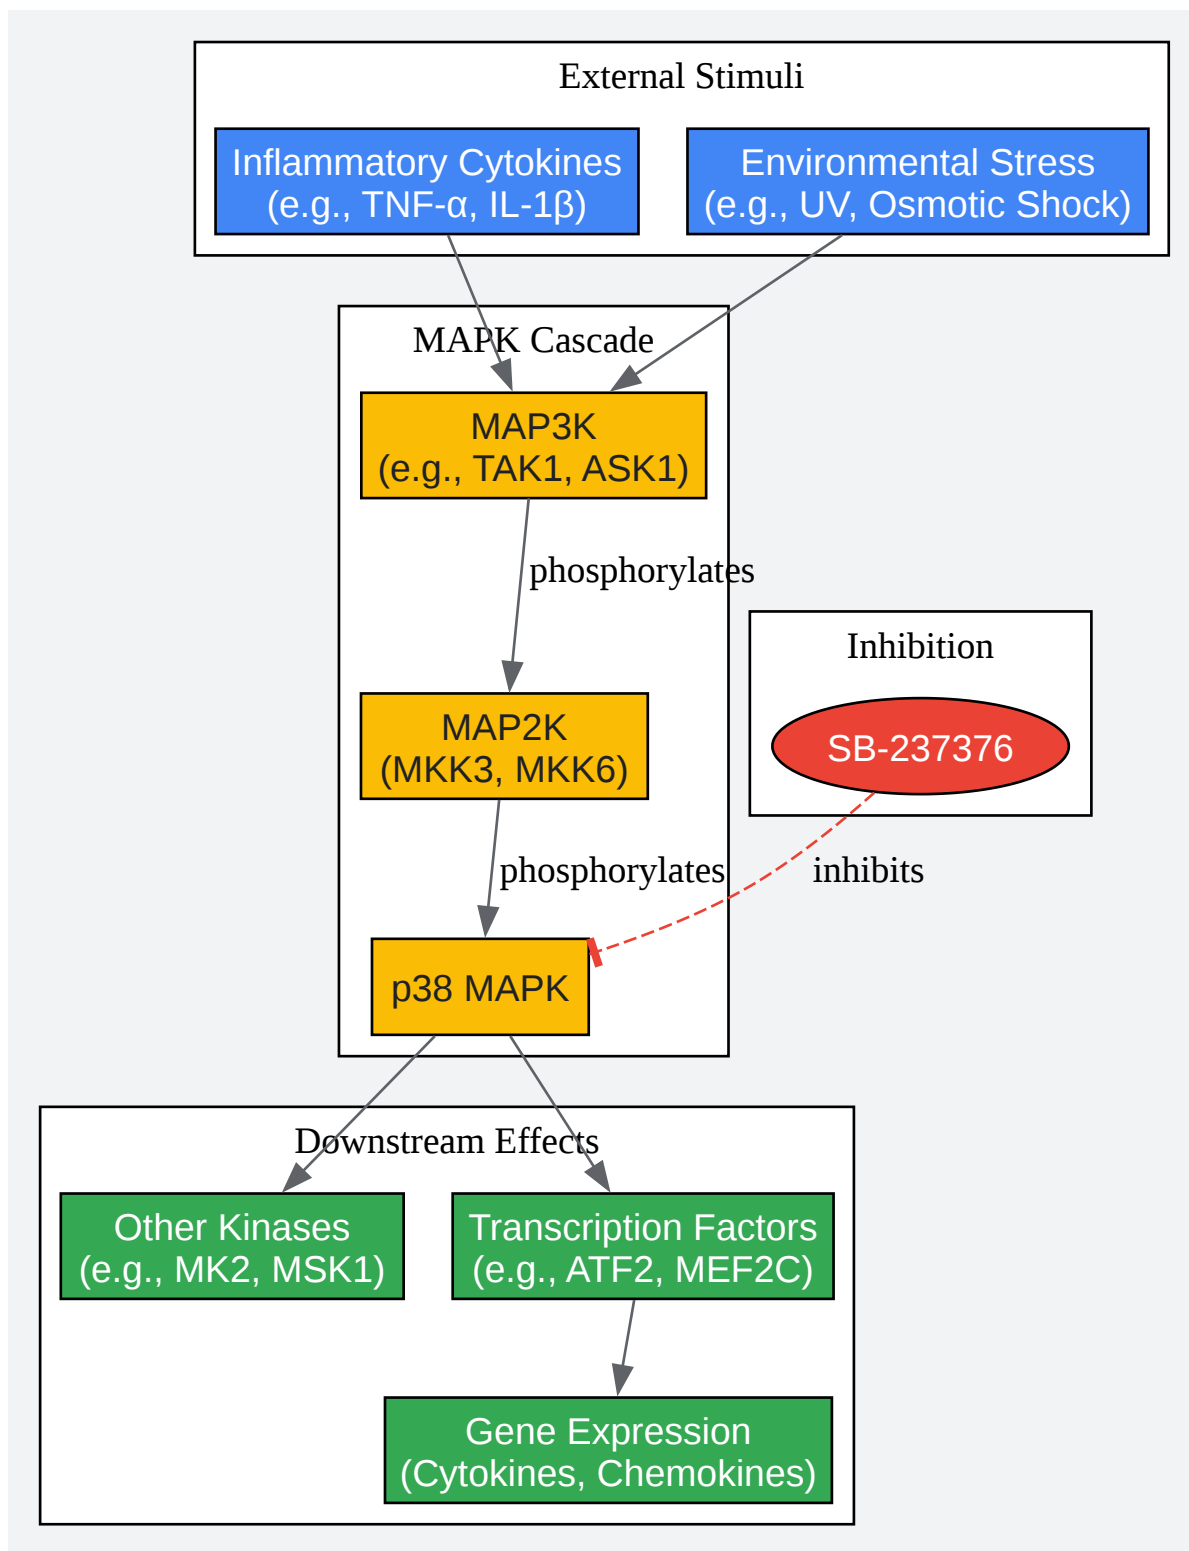 External Stimuli
Inflammatory Cytokines
(e.g., TNF-α, IL-1β)
Environmental Stress
(e.g., UV, Osmotic Shock)
MAPK Cascade
MAP3K
(e.g., TAK1, ASK1)
phosphorylates
Inhibition
MAP2K
(MKK3, MKK6)
SB-237376
phosphorylates
inhibits
p38 MAPK
Downstream Effects
Other Kinases
(e.g., MK2, MSK1)
Transcription Factors
(e.g., ATF2, MEF2C)
Gene Expression
(Cytokines, Chemokines)